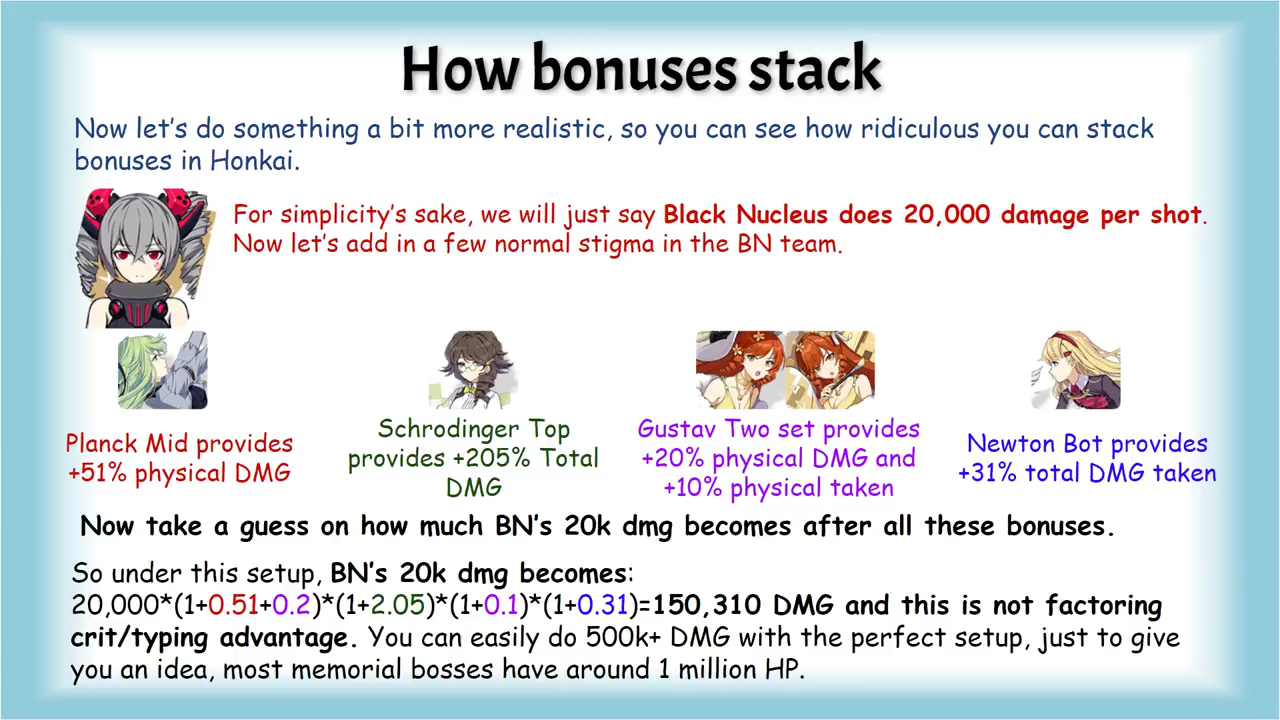 How bonuses stack
Now let's do something a bit more realistic, so you can see how ridiculous you can stack
bonuses in Honkai.
For simplicity's sake, we will just say Black Nucleus does 20,000 damage per shot.
Now let's add in a few normal stigma in the BN team.
Planck Mid provides
+51% physical DMG
Schrodinger Top
provides +205% Total
DMG
Gustav Two set provides
+20% physical DMG and
+10% physical taken
Newton Bot provides
+31% total DMG taken
Now take a guess on how much BN's 20k dmg becomes after all these bonuses.
So under this setup, BN's 20k dmg becomes:
20,000*(1+0.51+0.2)*(1+2.05)*(1+0.1)*(1+0.31)=150,310 DMG and this is not factoring
crit/typing advantage. You can easily do 500k+ DMG with the perfect setup, just to give
you an idea, most memorial bosses have around 1 million HP.